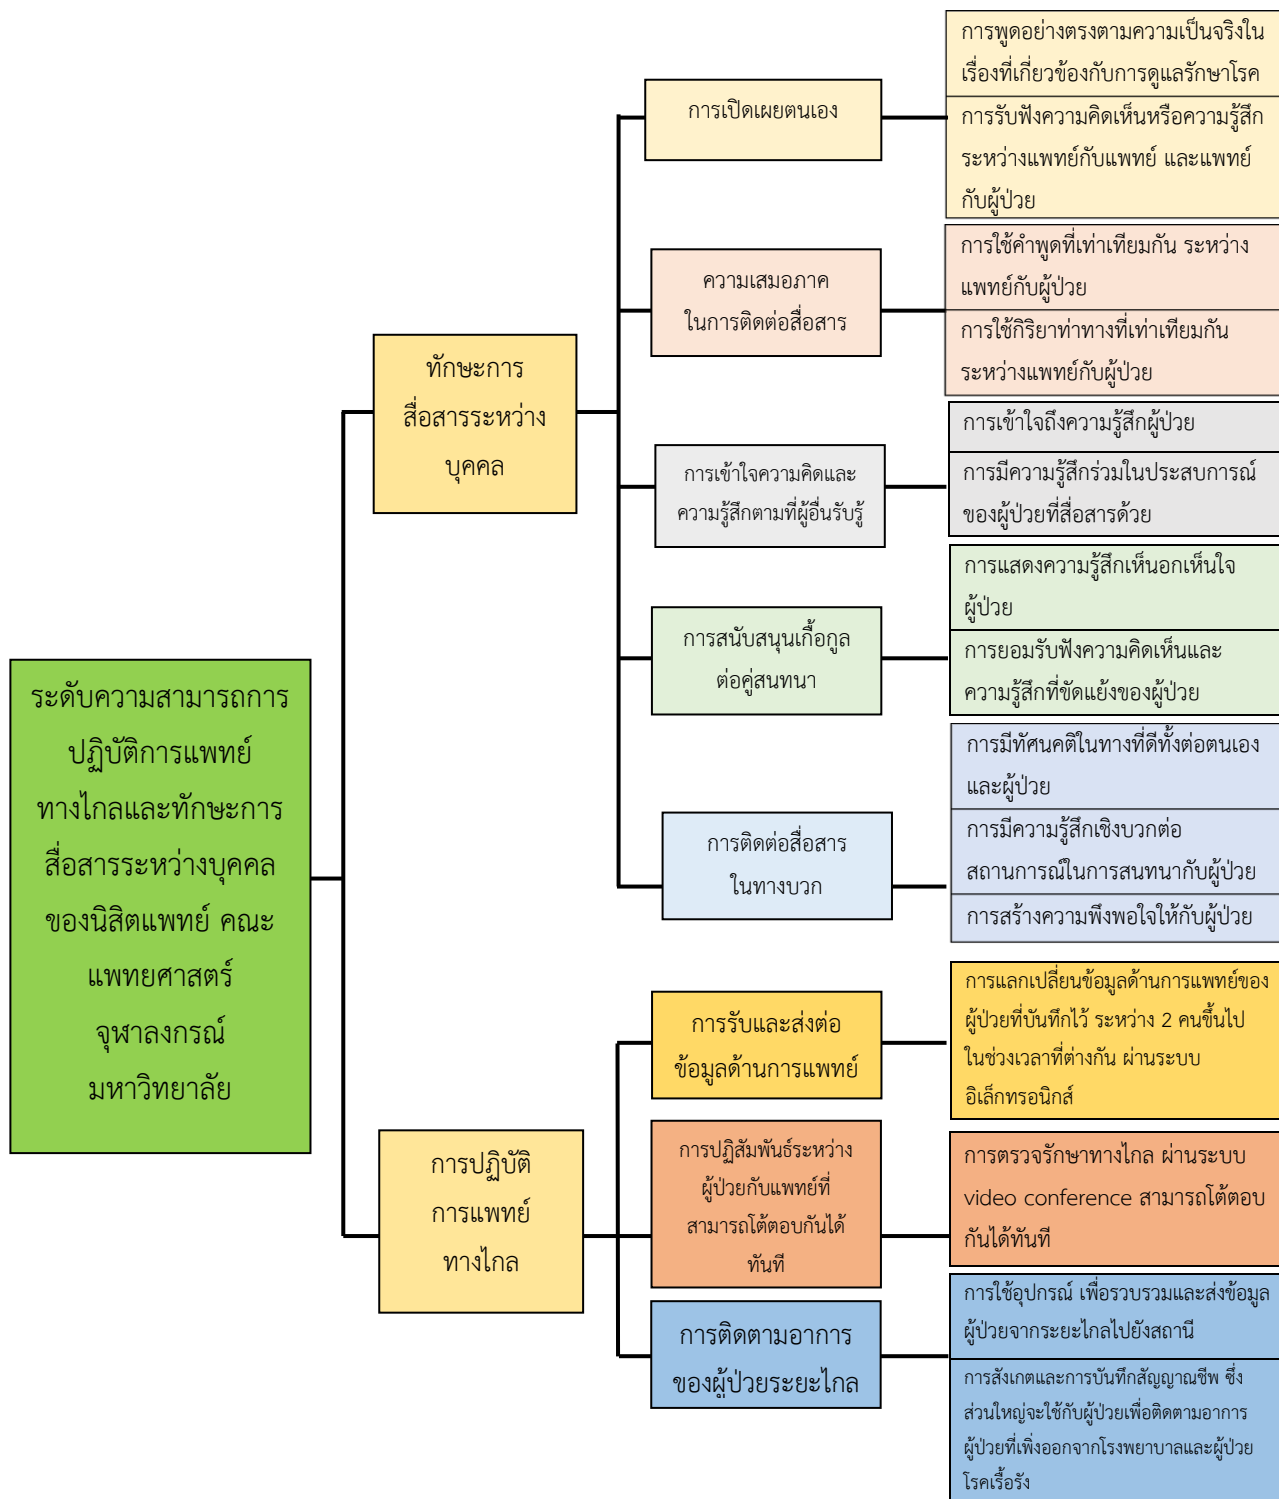 ระดับความสามารถการ
ปฏิบัติการแพทย์
ทางไกลและทักษะการ
สื่อสารระหว่างบุคคล
ของนิสิตแพทย์ คณะ
แพทยศาสตร์
จุฬาลงกรณ์
มหาวิทยาลัย
ทักษะการ
สื่อสารระหว่าง
บุคคล
การเปิดเผยตนเอง
การพูดอย่างตรงตามความเป็นจริงใน
เรื่องที่เกี่ยวข้องกับการดูแลรักษาโรค
การรับฟังความคิดเห็นหรือความรู้สึก
ระหว่างแพทย์กับแพทย์ และแพทย์
กับผู้ป่วย
ความเสมอภาค
ในการติดต่อสื่อสาร
การใช้คำพูดที่เท่าเทียมกัน ระหว่าง
แพทย์กับผู้ป่วย
การใช้กิริยาท่าทางที่เท่าเทียมกัน
ระหว่างแพทย์กับผู้ป่วย
การเข้าใจความคิดและ
ความรู้สึกตามที่ผู้อื่นรับรู้
การเข้าใจถึงความรู้สึกผู้ป่วย
การมีความรู้สึกร่วมในประสบการณ์
ของผู้ป่วยที่สื่อสารด้วย
การสนับสนุนเกื้อกูล
ต่อคู่สนทนา
การแสดงความรู้สึกเห็นอกเห็นใจ
ผู้ป่วย
การยอมรับฟังความคิดเห็นและ
ความรู้สึกที่ขัดแย้งของผู้ป่วย
การติดต่อสื่อสาร
ในทางบวก
การมีทัศนคติในทางที่ดีทั้งต่อตนเอง
และผู้ป่วย
การมีความรู้สึกเชิงบวกต่อ
สถานการณ์ในการสนทนากับผู้ป่วย
การสร้างความพึงพอใจให้กับผู้ป่วย
การปฏิบัติ
การแพทย์
ทางไกล
การรับและส่งต่อ
ข้อมูลด้านการแพทย์
การแลกเปลี่ยนข้อมูลด้านการแพทย์ของ
ผู้ป่วยที่บันทึกไว้ ระหว่าง 2 คนขึ้นไป
ในช่วงเวลาที่ต่างกัน ผ่านระบบ
อิเล็กทรอนิกส์
การปฏิสัมพันธ์ระหว่าง
ผู้ป่วยกับแพทย์ที่
สามารถโต้ตอบกันได้
ทันที
การตรวจรักษาทางไกล ผ่านระบบ
video conference สามารถโต้ตอบ
กันได้ทันที
การติดตามอาการ
ของผู้ป่วยระยะไกล
การใช้อุปกรณ์ เพื่อรวบรวมและส่งข้อมูล
ผู้ป่วยจากระยะไกลไปยังสถานี
การสังเกตและการบันทึกสัญญาณชีพ ซึ่ง
ส่วนใหญ่จะใช้กับผู้ป่วยเพื่อติดตามอาการ
ผู้ป่วยที่เพิ่งออกจากโรงพยาบาลและผู้ป่วย
โรคเรื้อรัง